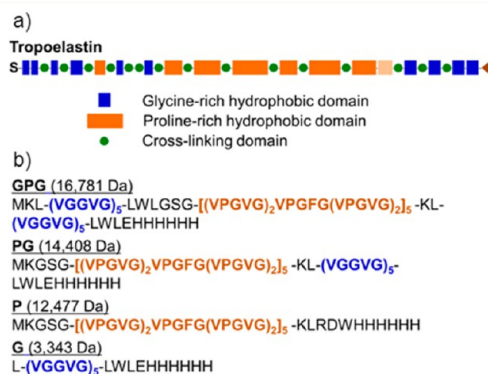 a)
Tropoelastin
S
Glycine-rich hydrophobic domain
Proline-rich hydrophobic domain
Cross-linking domain
b)
GPG (16,781 Da)
MKL-(VGGVG)₅-LWLGSG-[(VPGVG)₂VPGFG(VPGVG)₂]₅ -KL-
(VGGVG)₅-LWLEHHHHHH
PG (14,408 Da)
MKGSG-[(VPGVG)₂VPGFG(VPGVG)₂]₅ -KL-(VGGVG)₅-
LWLEHHHHHH
P (12,477 Da)
MKGSG-[(VPGVG)₂VPGFG(VPGVG)₂]₅ -KLRDWHHHHHH
G (3,343 Da)
L-(VGGVG)₅-LWLEHHHHHH